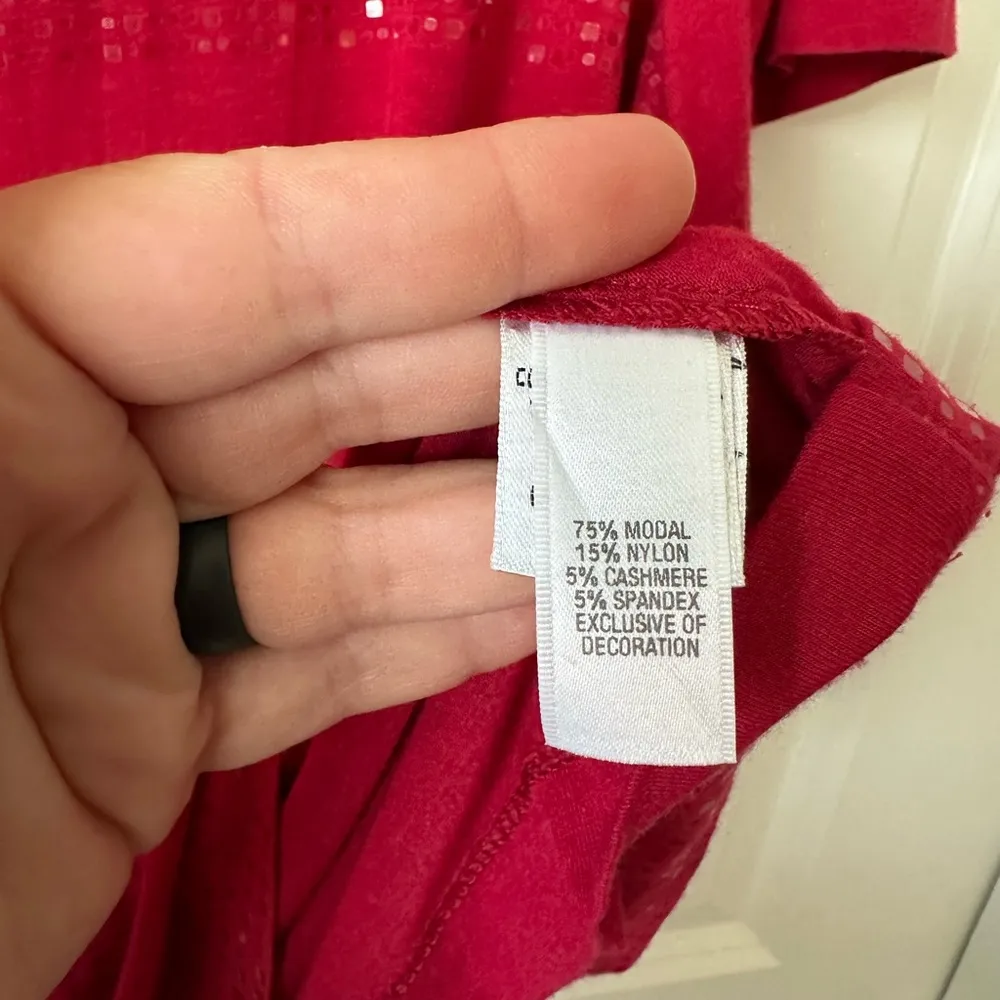 75% MODAL
15% NYLON
5% CASHMERE
5% SPANDEX
EXCLUSIVE OF
DECORATION